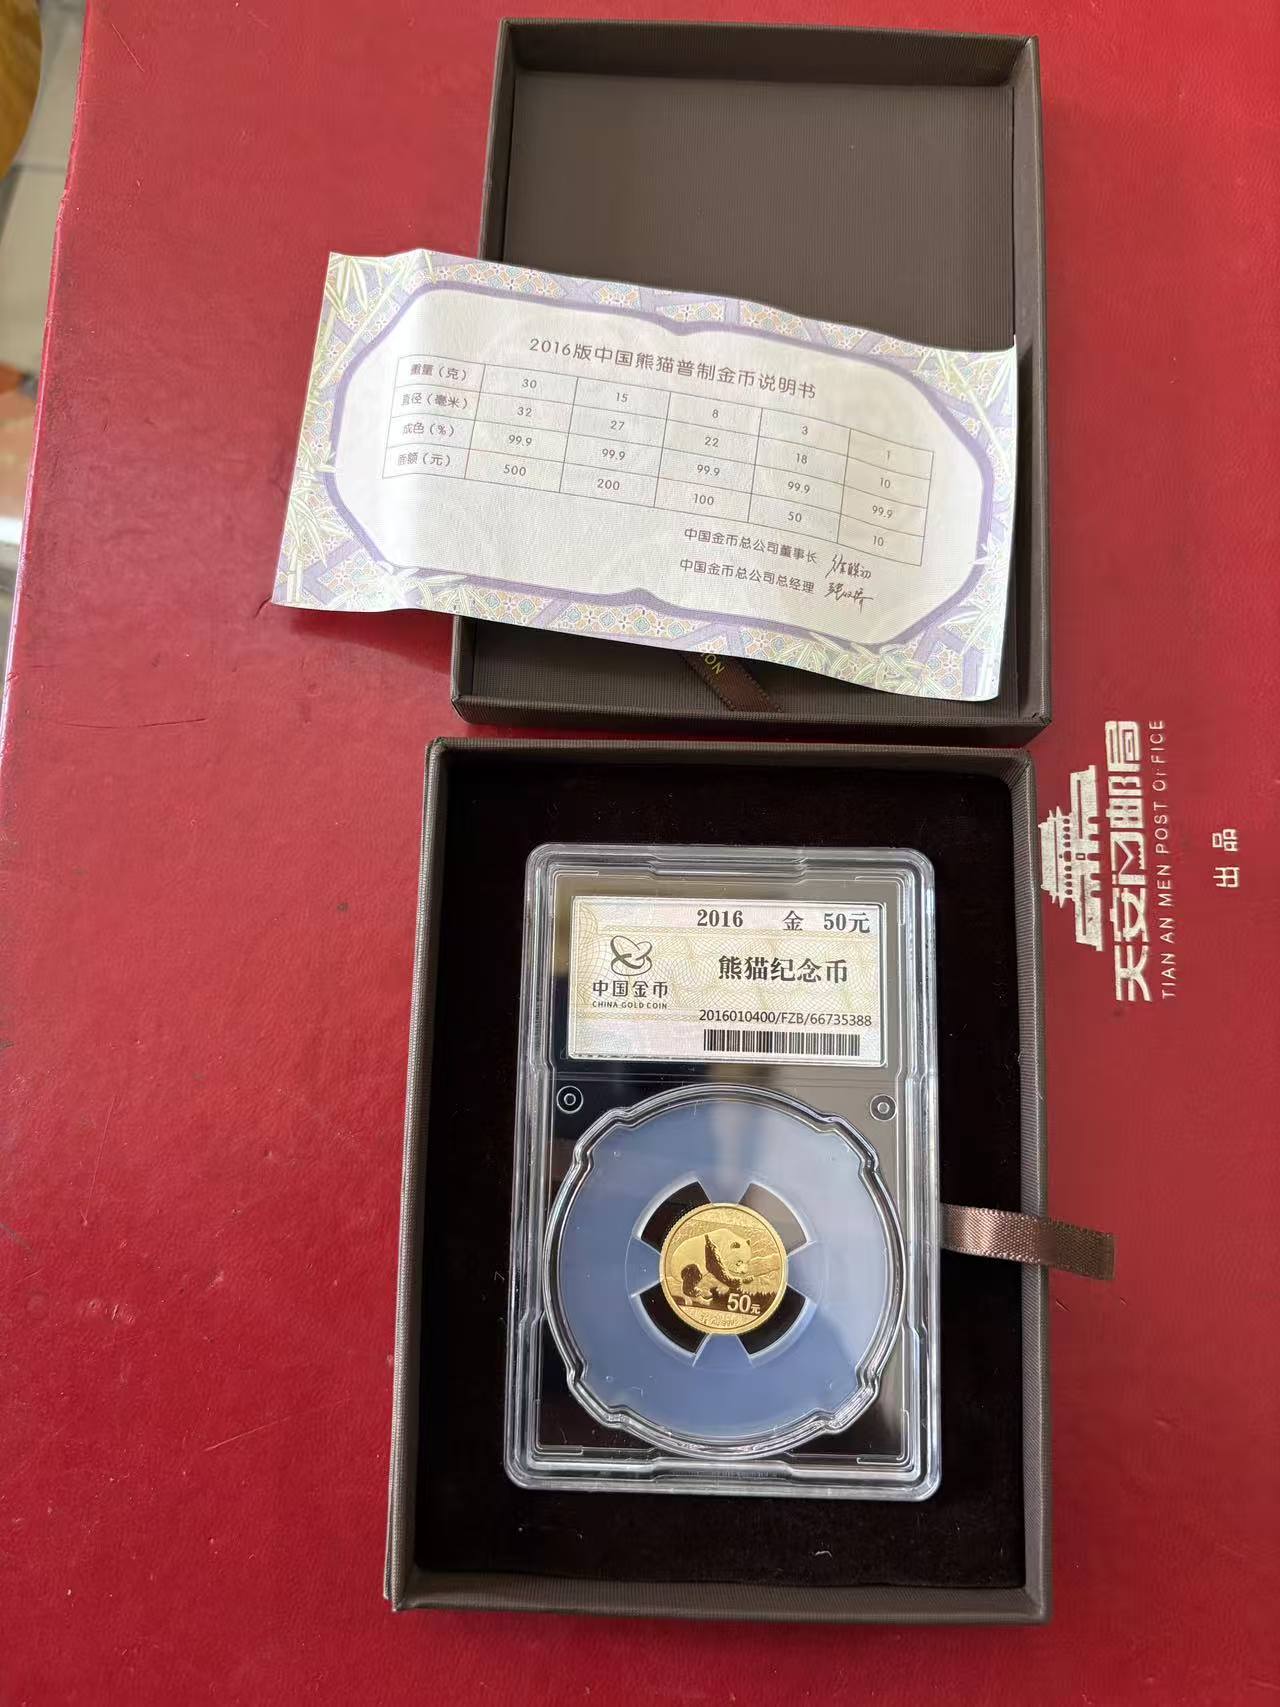 2016版中国熊猫普制金币说明书
重量（克） 30 15 8 3 1
直径（毫米） 32 27 22 18 10
成色（%） 99.9 99.9 99.9 99.9 99.9
面额（元） 500 200 100 50 10
中国金币总公司董事长
中国金币总公司总经理
天安门邮局
TIAN AN MEN POST OFFICE
出品
2016 金 50元
熊猫纪念币
中国金币
CHINA GOLD COIN
2016010400/FZB/66735388
50元